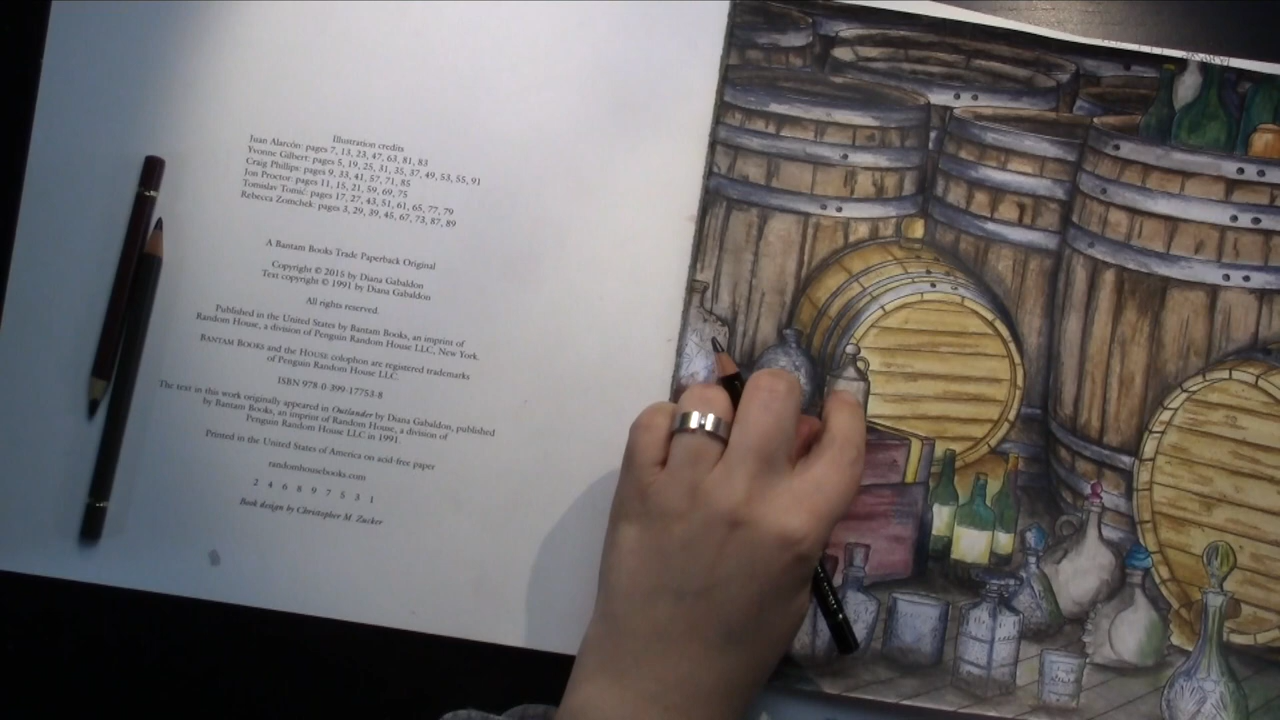 Illustration credits
Juan Alarcón: pages 7, 13, 23, 47, 63, 81, 83
Yvonne Gilbert: pages 5, 19, 25, 31, 35, 37, 49, 53, 55, 91
Craig Phillips: pages 9, 33, 41, 57, 71, 85
Jon Proctor: pages 11, 15, 21, 59, 69, 75
Tomislav Tomić: pages 17, 27, 43, 51, 61, 65, 77, 79
Rebecca Zomchek: pages 3, 29, 39, 45, 67, 73, 87, 89
A Bantam Books Trade Paperback Original
Copyright © 2015 by Diana Gabaldon
Text copyright © 1991 by Diana Gabaldon
All rights reserved.
Published in the United States by Bantam Books, an imprint of
Random House, a division of Penguin Random House LLC, New York.
BANTAM BOOKS and the HOUSE colophon are registered trademarks
of Penguin Random House LLC.
ISBN 978-0-399-17753-8
The text in this work originally appeared in Outlander by Diana Gabaldon, published
by Bantam Books, an imprint of Random House, a division of
Penguin Random House LLC in 1991.
Printed in the United States of America on acid-free paper
randomhousebooks.com
2 4 6 8 9 7 5 3 1
Book design by Christopher M. Zucker